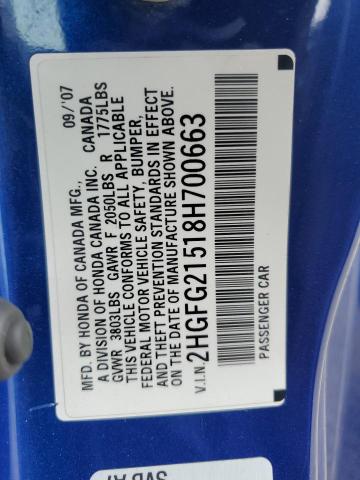 MFD. BY HONDA OF CANADA MFG., 09/'07
A DIVISION OF HONDA CANADA INC. CANADA
GVWR 3803LBS GAWR F 2050LBS R 1775LBS
THIS VEHICLE CONFORMS TO ALL APPLICABLE
FEDERAL MOTOR VEHICLE SAFETY, BUMPER,
AND THEFT PREVENTION STANDARDS IN EFFECT
ON THE DATE OF MANUFACTURE SHOWN ABOVE.
V.I.N. 2HGFG21518H700663
PASSENGER CAR